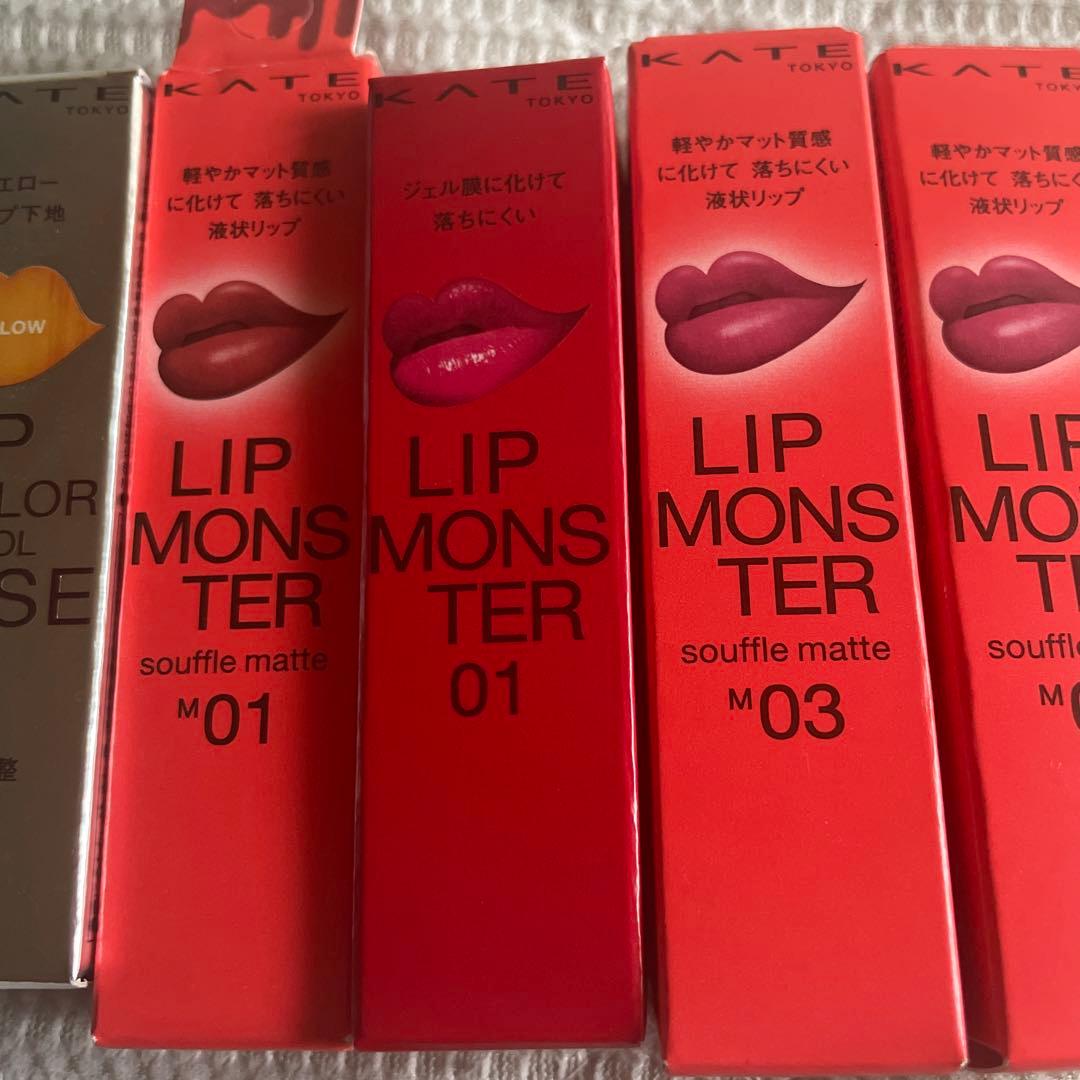 ATE
TOKYO
エロー
プ下地
LOW
P
LOR
OL
SE
整
KATE
TOKYO
軽やかマット質感
に化けて 落ちにくい
液状リップ
LIP
MONS
TER
souffle matte
M01
KATE
TOKYO
ジェル膜に化けて
落ちにくい
LIP
MONS
TER
01
KATE
TOKYO
軽やかマット質感
に化けて 落ちにくい
液状リップ
LIP
MONS
TER
souffle matte
M03
KATE
TOKY
軽やかマット質感
に化けて 落ちにく
液状リップ
LIP
MO
TE
souffl
M0